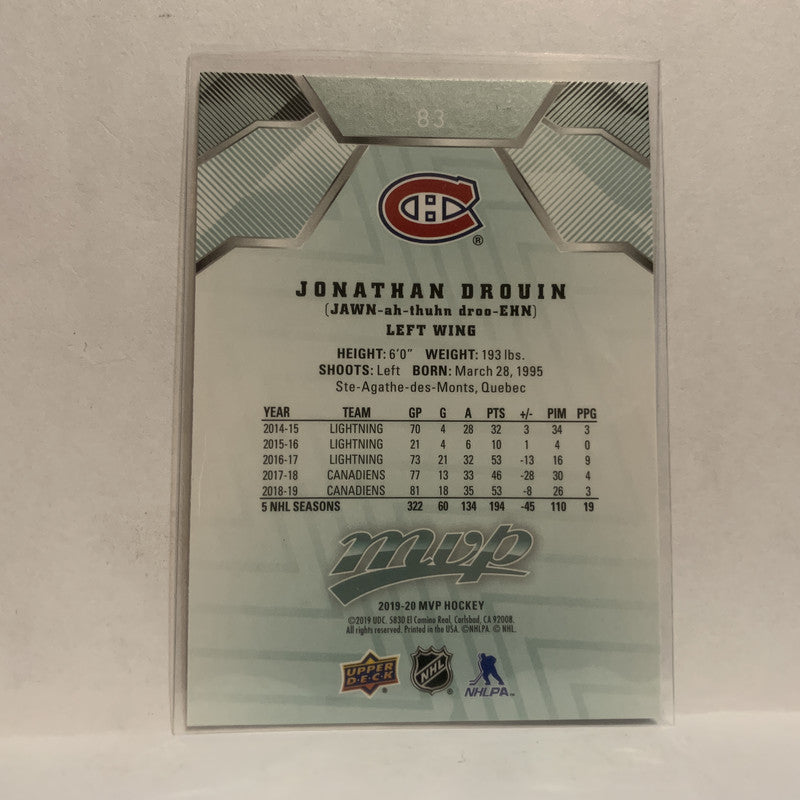 83
®
JONATHAN DROUIN
(JAWN-ah-thuhn droo-EHN)
LEFT WING
HEIGHT: 6'0" WEIGHT: 193 lbs.
SHOOTS: Left BORN: March 28, 1995
Ste-Agathe-des-Monts, Quebec
YEAR TEAM GP G A PTS +/- PIM PPG
2014-15 LIGHTNING 70 4 28 32 3 34 3
2015-16 LIGHTNING 21 4 6 10 1 4 0
2016-17 LIGHTNING 73 21 32 53 -13 16 9
2017-18 CANADIENS 77 13 33 46 -28 30 4
2018-19 CANADIENS 81 18 35 53 -8 26 3
5 NHL SEASONS 322 60 134 194 -45 110 19
mvp
2019-20 MVP HOCKEY
©2019 UDC. 5830 El Camino Real, Carlsbad, CA 92008.
All rights reserved. Printed in the USA. ©NHLPA. © NHL.
UPPER DECK ® NHL ® NHLPA